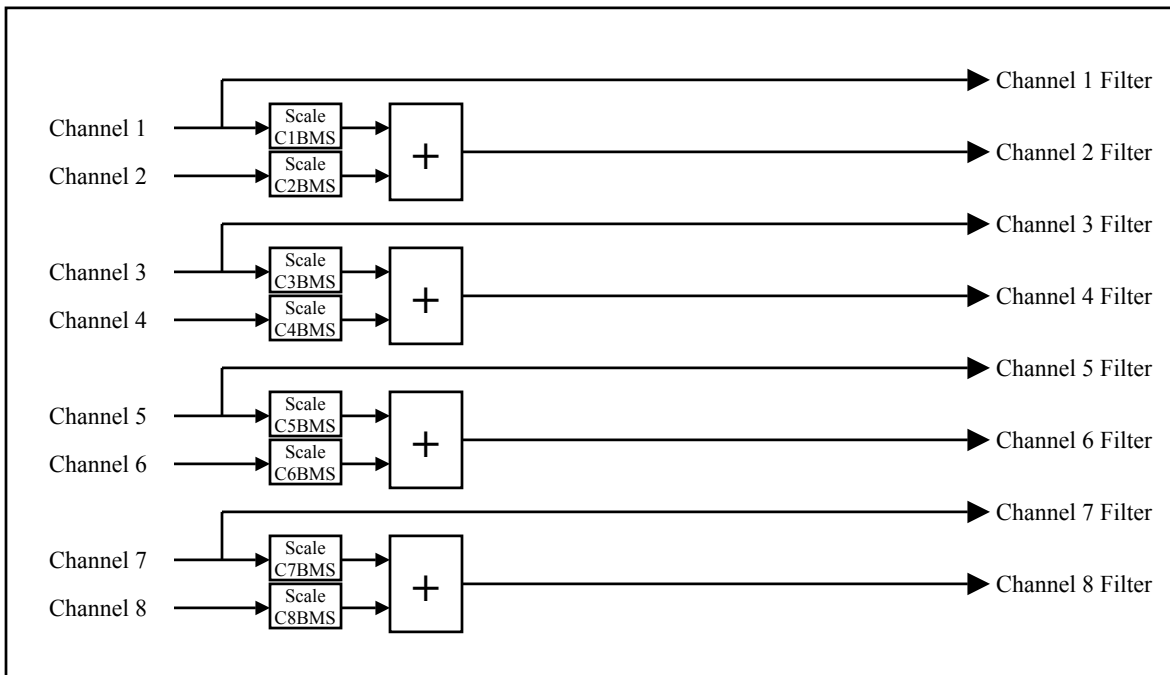 Channel 1 Filter
Channel 1
Scale
C1BMS
+
Channel 2 Filter
Channel 2
Scale
C2BMS
Channel 3 Filter
Channel 3
Scale
C3BMS
+
Channel 4 Filter
Channel 4
Scale
C4BMS
Channel 5 Filter
Channel 5
Scale
C5BMS
+
Channel 6 Filter
Channel 6
Scale
C6BMS
Channel 7 Filter
Channel 7
Scale
C7BMS
+
Channel 8 Filter
Channel 8
Scale
C8BMS